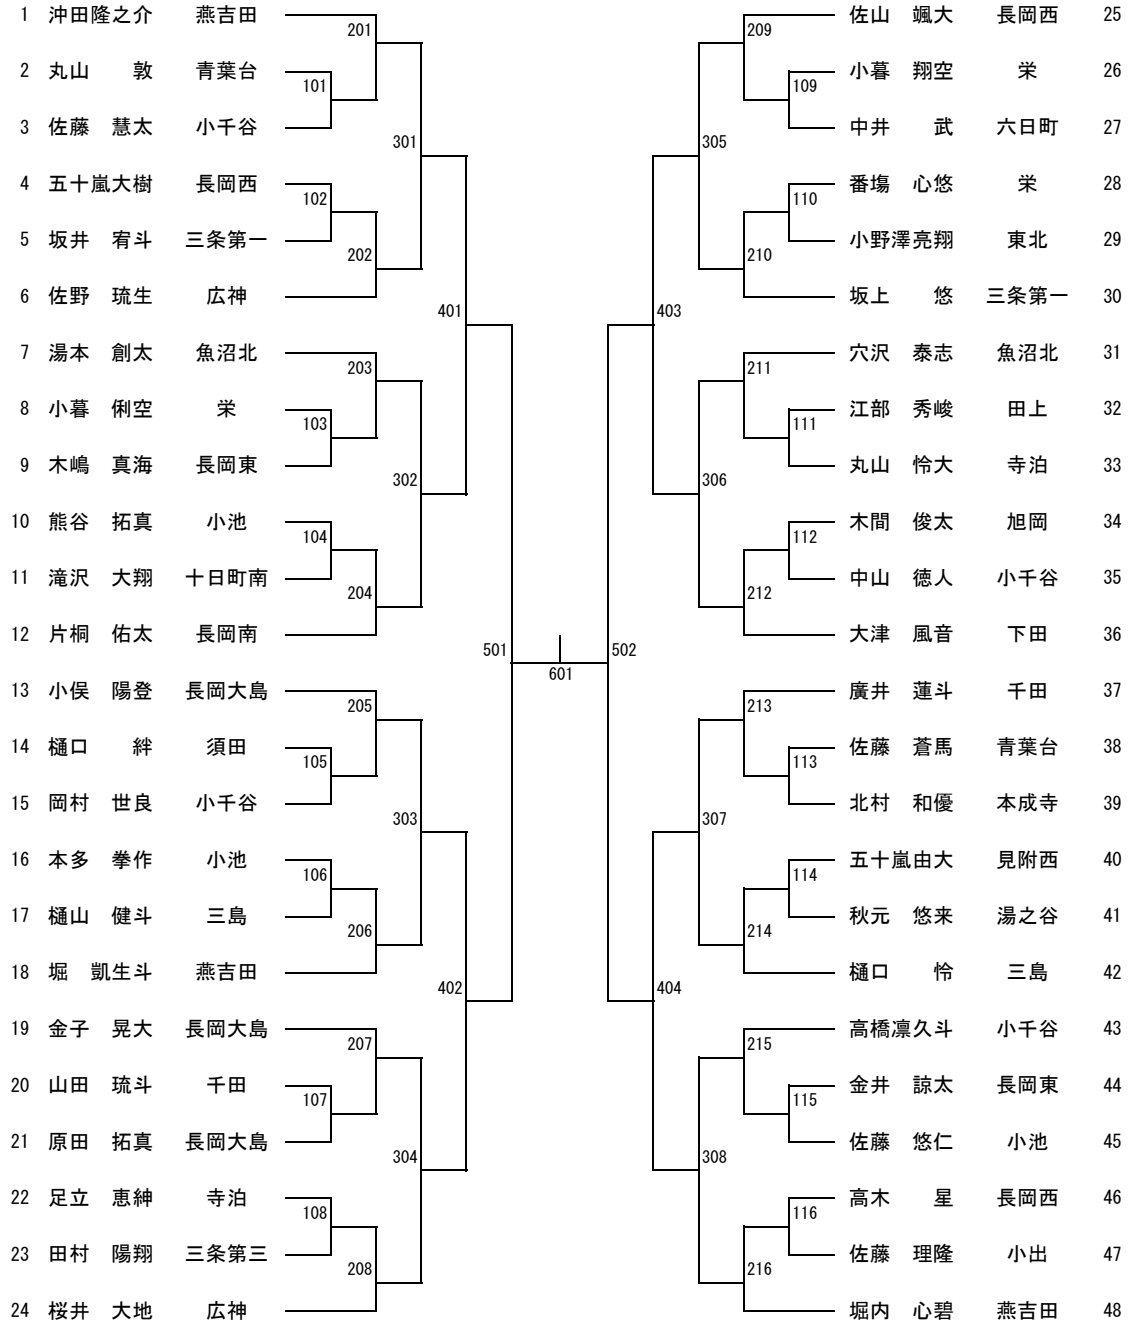 1 沖田隆之介 燕吉田
201
2 丸山 敦 青葉台
101
3 佐藤 慧太 小千谷
301
4 五十嵐大樹 長岡西
102
5 坂井 宥斗 三条第一
202
6 佐野 琉生 広神
401
7 湯本 創太 魚沼北
203
8 小暮 俐空 栄
103
9 木嶋 真海 長岡東
302
10 熊谷 拓真 小池
104
11 滝沢 大翔 十日町南
204
12 片桐 佑太 長岡南
501
13 小俣 陽登 長岡大島
205
14 樋口 絆 須田
105
15 岡村 世良 小千谷
303
16 本多 拳作 小池
106
17 樋山 健斗 三島
206
18 堀 凱生斗 燕吉田
402
19 金子 晃大 長岡大島
207
20 山田 琉斗 千田
107
21 原田 拓真 長岡大島
304
22 足立 恵紳 寺泊
108
23 田村 陽翔 三条第三
208
24 桜井 大地 広神
601
佐山 颯大 長岡西 25
209
小暮 翔空 栄 26
109
中井 武 六日町 27
305
番場 心悠 栄 28
110
小野澤亮翔 東北 29
210
坂上 悠 三条第一 30
403
穴沢 泰志 魚沼北 31
211
江部 秀峻 田上 32
111
丸山 怜大 寺泊 33
306
木間 俊太 旭岡 34
112
中山 徳人 小千谷 35
212
大津 風音 下田 36
502
廣井 蓮斗 千田 37
213
佐藤 蒼馬 青葉台 38
113
北村 和優 本成寺 39
307
五十嵐由大 見附西 40
114
秋元 悠来 湯之谷 41
214
樋口 怜 三島 42
404
高橋凛久斗 小千谷 43
215
金井 諒太 長岡東 44
115
佐藤 悠仁 小池 45
308
高木 星 長岡西 46
116
佐藤 理隆 小出 47
216
堀内 心碧 燕吉田 48